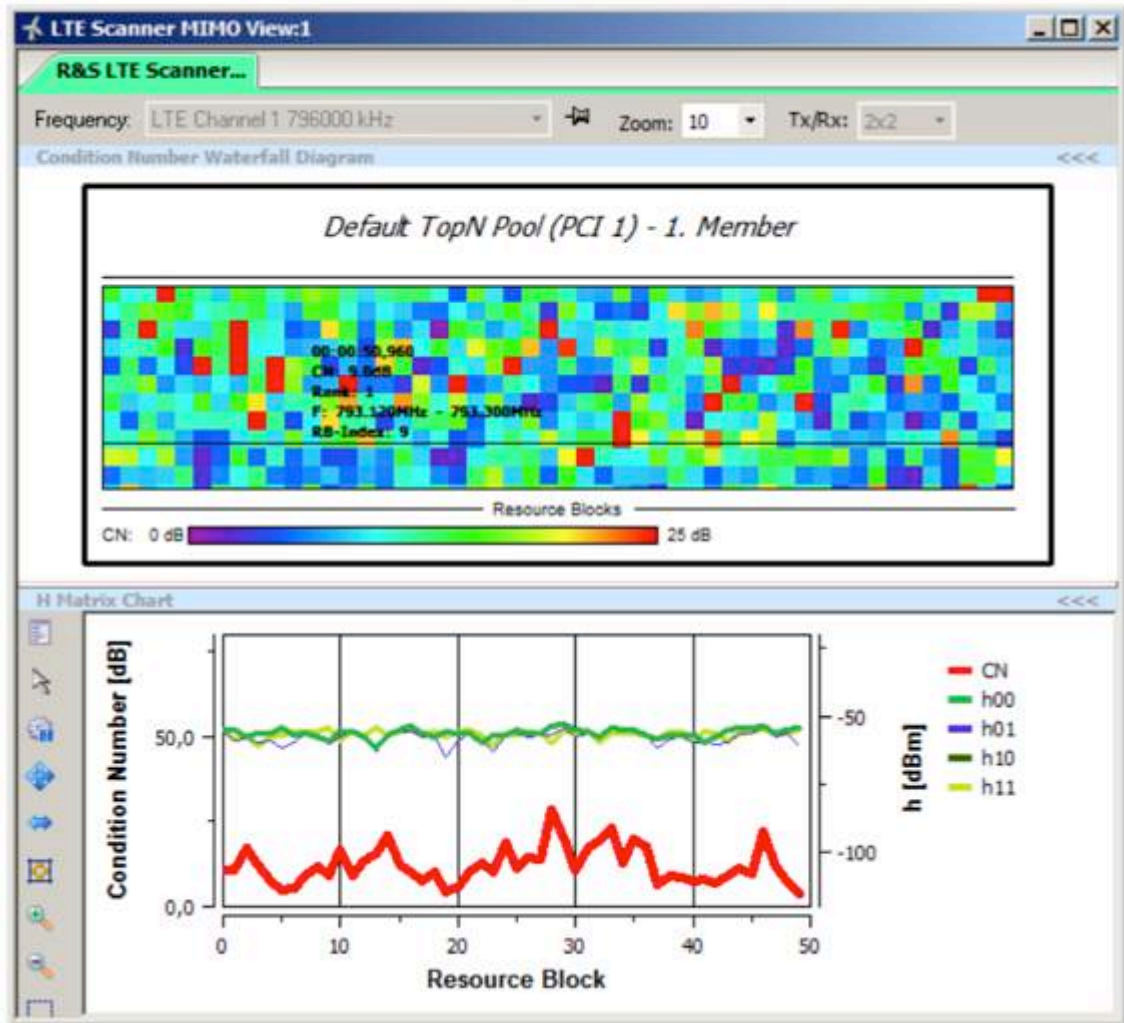 LTE Scanner MIMO View:1
R&S LTE Scanner...
Frequency: LTE Channel 1 796000 kHz Zoom: 10 Tx/Rx: 2x2
Condition Number Waterfall Diagram <<<
Default TopN Pool (PCI 1) - 1. Member
00:00:50,960
CN: 9.0dB
Rank: 1
F: 793.120MHz - 793.300MHz
RB-Index: 9
Resource Blocks
CN: 0 dB 25 dB
H Matrix Chart <<<
Condition Number [dB]
50,0
0,0
0 10 20 30 40 50
Resource Block
-50
-100
h [dBm]
CN
h00
h01
h10
h11